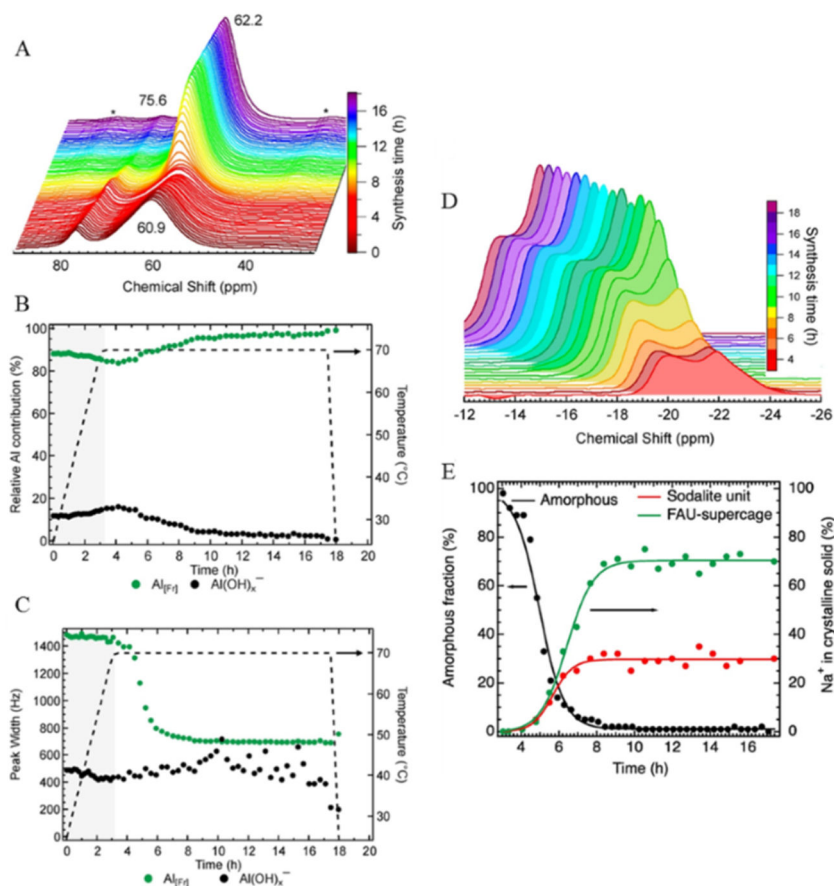 A
62.2
75.6
*
*
60.9
16
12
8
4
0
Synthesis time (h)
80
60
40
Chemical Shift (ppm)
B
100
80
60
40
20
0
Relative Al contribution (%)
70
60
50
40
30
Temperature (°C)
0 2 4 6 8 10 12 14 16 18 20
Time (h)
Al[Fr] Al(OH)x−
C
1400
1200
1000
800
600
400
200
0
Peak Width (Hz)
70
60
50
40
30
Temperature (°C)
0 2 4 6 8 10 12 14 16 18 20
Time (h)
Al[Fr] Al(OH)x−
D
18
16
14
12
10
8
6
4
Synthesis time (h)
-12 -14 -16 -18 -20 -22 -24 -26
Chemical Shift (ppm)
E
100
80
60
40
20
0
Amorphous fraction (%)
Amorphous
Sodalite unit
FAU-supercage
100
80
60
40
20
0
Na+ in crystalline solid (%)
4 6 8 10 12 14 16
Time (h)